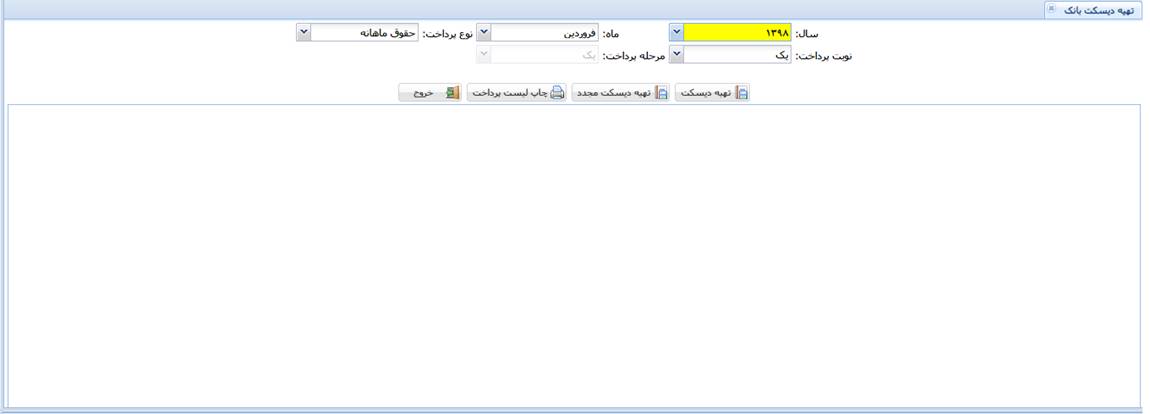 تهیه دیسکت بانک
سال: ۱۳۹۸ ماه: فروردین نوع پرداخت: حقوق ماهانه
نوبت پرداخت: یک مرحله پرداخت: یک
تهیه دیسکت تهیه دیسکت مجدد چاپ لیست پرداخت خروج